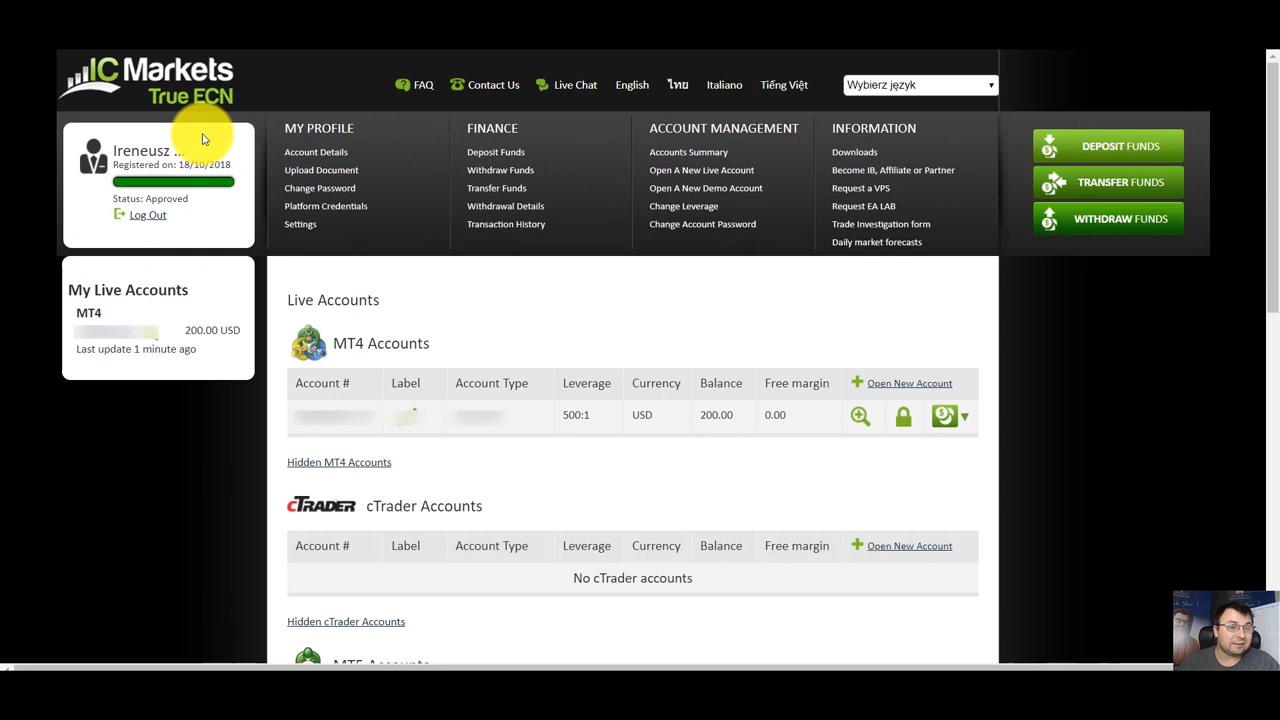 IC Markets
True ECN
FAQ Contact Us Live Chat English ไทย Italiano Tiếng Việt Wybierz język
Ireneusz ...
Registered on: 18/10/2018
Status: Approved
Log Out
MY PROFILE
Account Details
Upload Document
Change Password
Platform Credentials
Settings
FINANCE
Deposit Funds
Withdraw Funds
Transfer Funds
Withdrawal Details
Transaction History
ACCOUNT MANAGEMENT
Accounts Summary
Open A New Live Account
Open A New Demo Account
Change Leverage
Change Account Password
INFORMATION
Downloads
Become IB, Affiliate or Partner
Request a VPS
Request EA LAB
Trade Investigation form
Daily market forecasts
DEPOSIT FUNDS
TRANSFER FUNDS
WITHDRAW FUNDS
My Live Accounts
MT4
200.00 USD
Last update 1 minute ago
Live Accounts
MT4 Accounts
Account # Label Account Type Leverage Currency Balance Free margin Open New Account
500:1 USD 200.00 0.00
Hidden MT4 Accounts
cTRADER cTrader Accounts
Account # Label Account Type Leverage Currency Balance Free margin Open New Account
No cTrader accounts
Hidden cTrader Accounts
MT5 Accounts